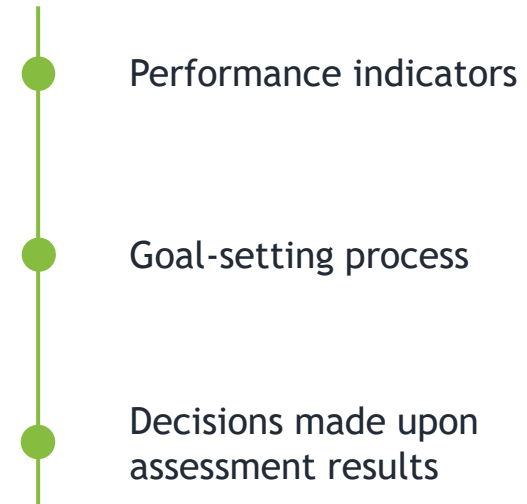 Performance indicators
Goal-setting process
Decisions made upon
assessment results